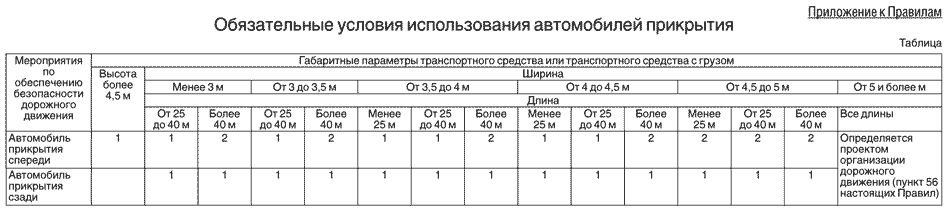 Приложение к Правилам
Обязательные условия использования автомобилей прикрытия
Таблица
Мероприятия по обеспечению безопасности дорожного движения
Высота более 4,5 м
Габаритные параметры транспортного средства или транспортного средства с грузом
Ширина
Менее 3 м От 3 до 3,5 м От 3,5 до 4 м От 4 до 4,5 м От 4,5 до 5 м От 5 и более м
Длина
От 25 до 40 м Более 40 м От 25 до 40 м Более 40 м Менее 25 м От 25 до 40 м Более 40 м Менее 25 м От 25 до 40 м Более 40 м Менее 25 м От 25 до 40 м Более 40 м Все длины
Автомобиль прикрытия спереди 1 1 2 1 2 1 1 2 1 1 2 2 2 2 Определяется проектом организации дорожного движения (пункт 56 настоящих Правил)
Автомобиль прикрытия сзади 1 1 1 1 1 1 1 1 1 1 1 1 1